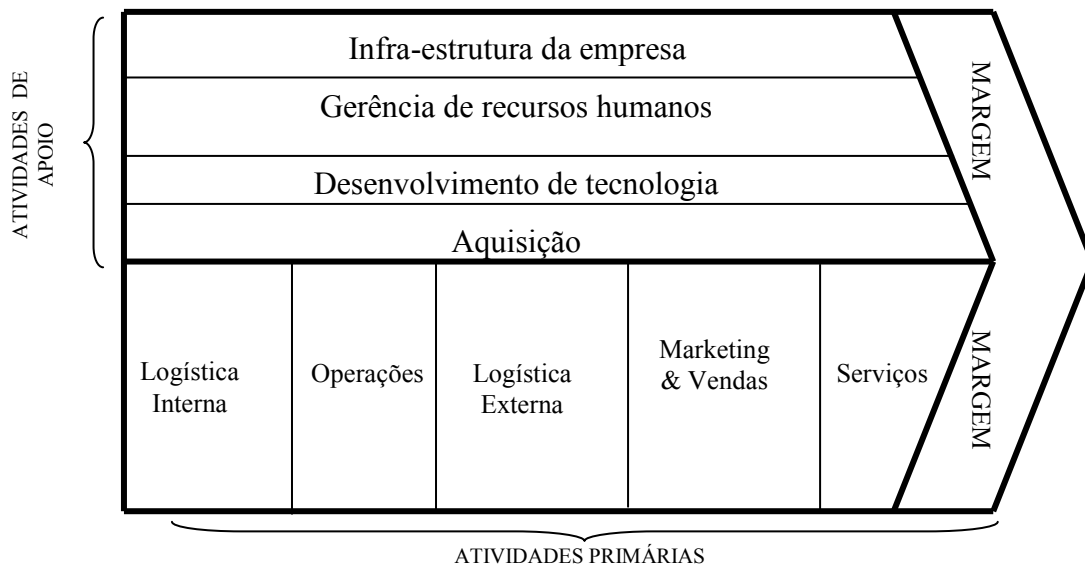 ATIVIDADES DE
APOIO
Infra-estrutura da empresa
Gerência de recursos humanos
Desenvolvimento de tecnologia
Aquisição
MARGEM
Logística
Interna
Operações
Logística
Externa
Marketing
& Vendas
Serviços
MARGEM
ATIVIDADES PRIMÁRIAS